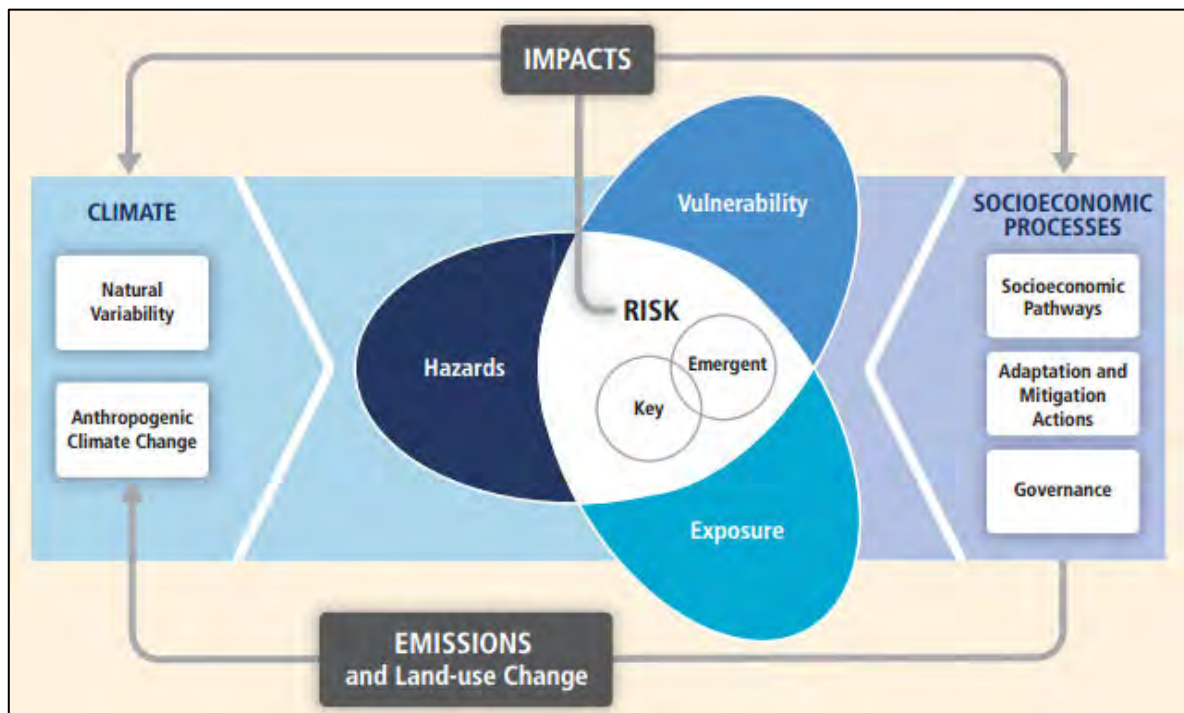 IMPACTS
CLIMATE
Natural
Variability
Anthropogenic
Climate Change
Vulnerability
Hazards
RISK
Emergent
Key
Exposure
SOCIOECONOMIC
PROCESSES
Socioeconomic
Pathways
Adaptation and
Mitigation
Actions
Governance
EMISSIONS
and Land-use Change